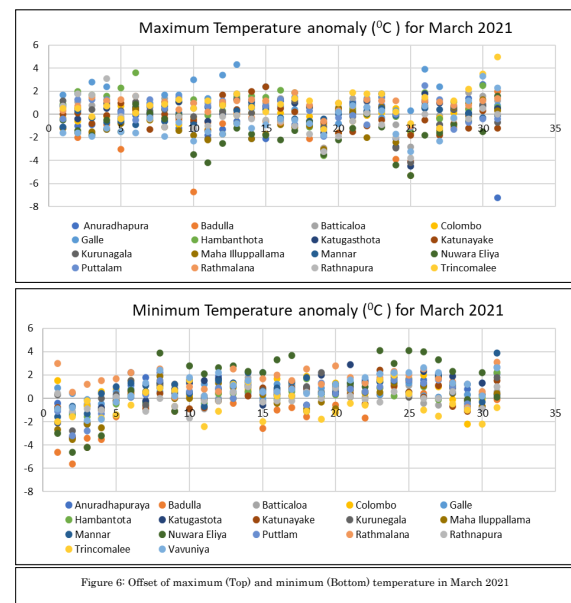 Maximum Temperature anomaly (⁰C ) for March 2021
6
4
2
0
0 5 10 15 20 25 30 35
-2
-4
-6
-8
Anuradhapura Badulla Batticaloa Colombo
Galle Hambanthota Katugasthota Katunayake
Kurunagala Maha Illuppallama Mannar Nuwara Eliya
Puttalam Rathmalana Rathnapura Trincomalee
Minimum Temperature anomaly (⁰C ) for March 2021
6
4
2
0
0 5 10 15 20 25 30 35
-2
-4
-6
-8
Anuradhapuraya Badulla Batticaloa Colombo Galle
Hambantota Katugastota Katunayake Kurunegala Maha Iluppallama
Mannar Nuwara Eliya Puttlam Rathmalana Rathnapura
Trincomalee Vavuniya
Figure 6: Offset of maximum (Top) and minimum (Bottom) temperature in March 2021